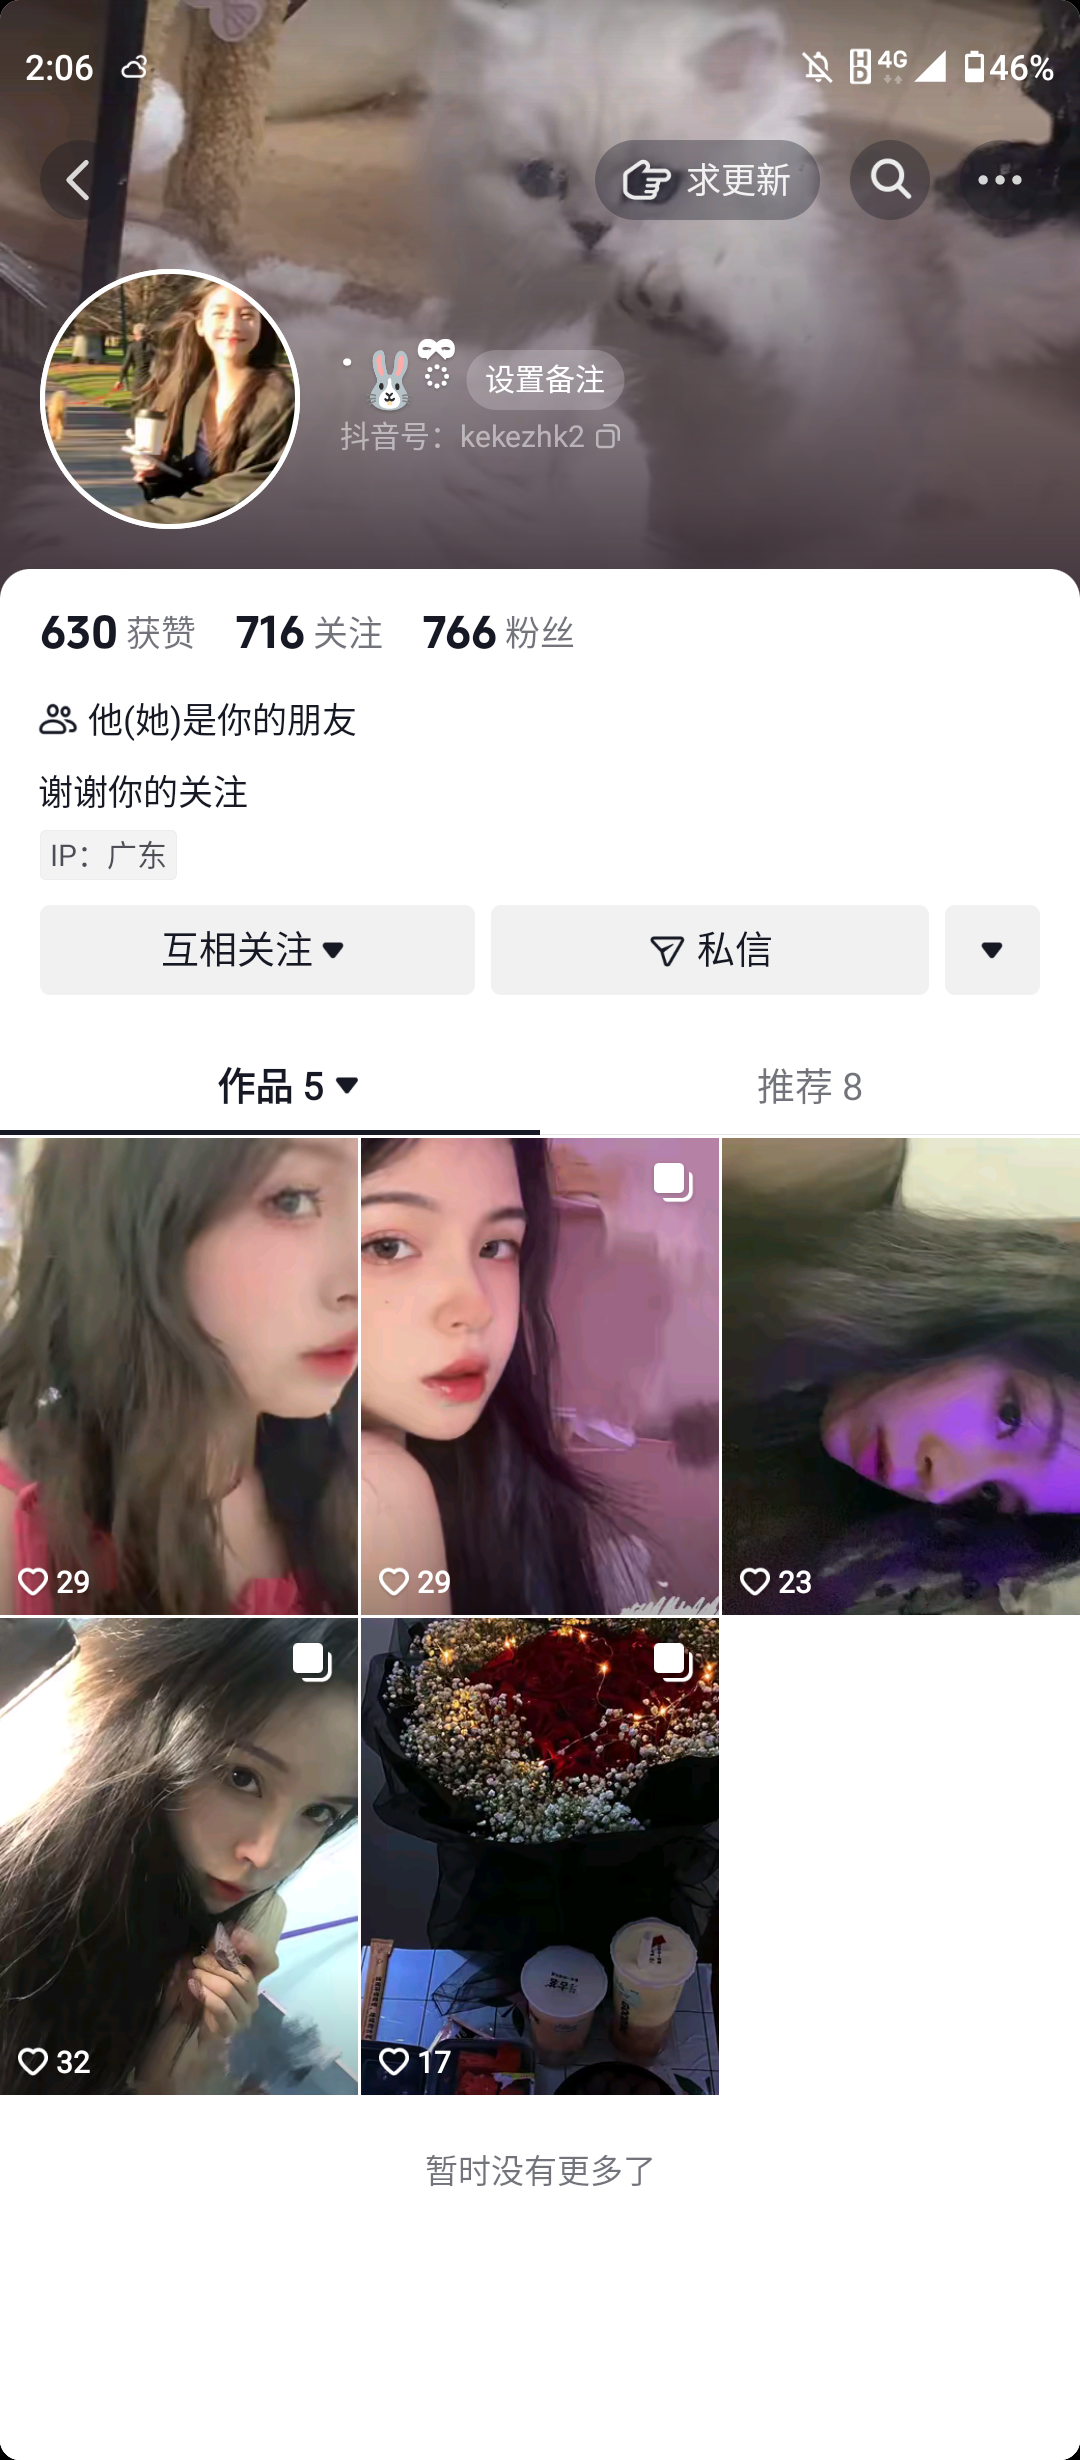 2:06 4G 46%
求更新
设置备注
抖音号：kekezhk2
630 获赞 716 关注 766 粉丝
他(她)是你的朋友
谢谢你的关注
IP：广东
互相关注 私信
作品 5 推荐 8
29 29 23
32 17
暂时没有更多了